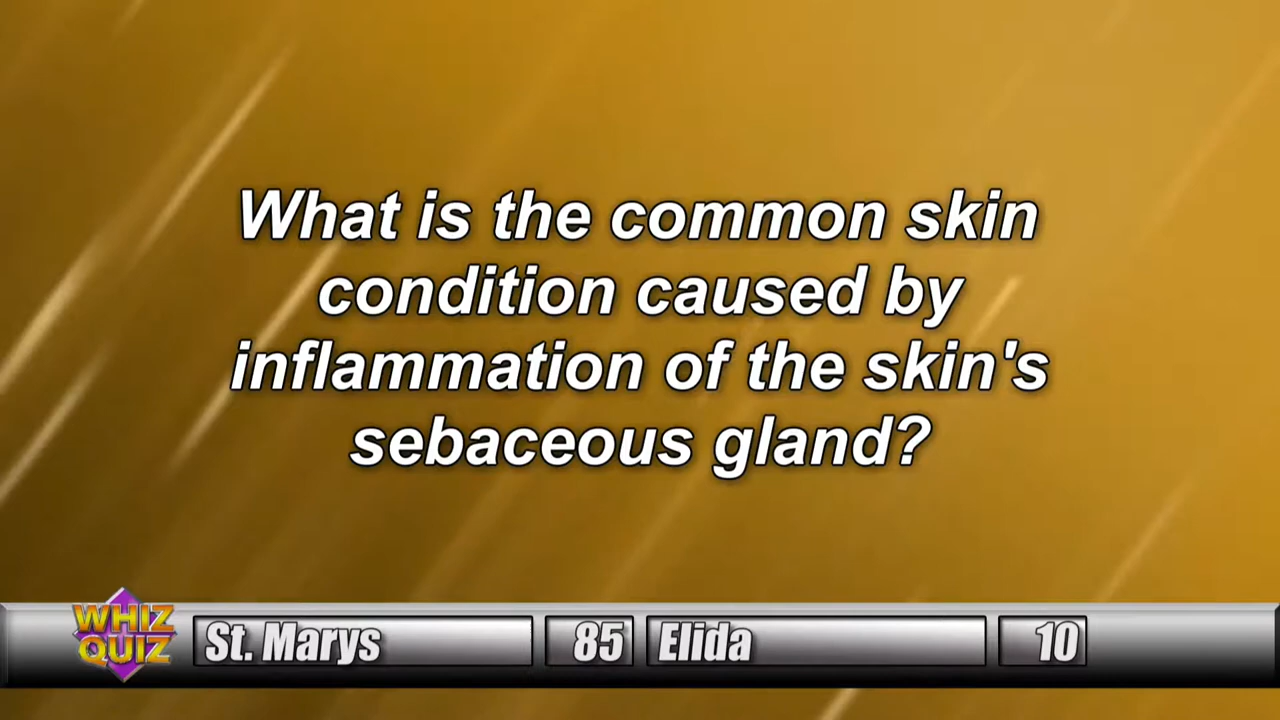 What is the common skin
condition caused by
inflammation of the skin's
sebaceous gland?
WHIZ
QUIZ
St. Marys 85 Elida 10